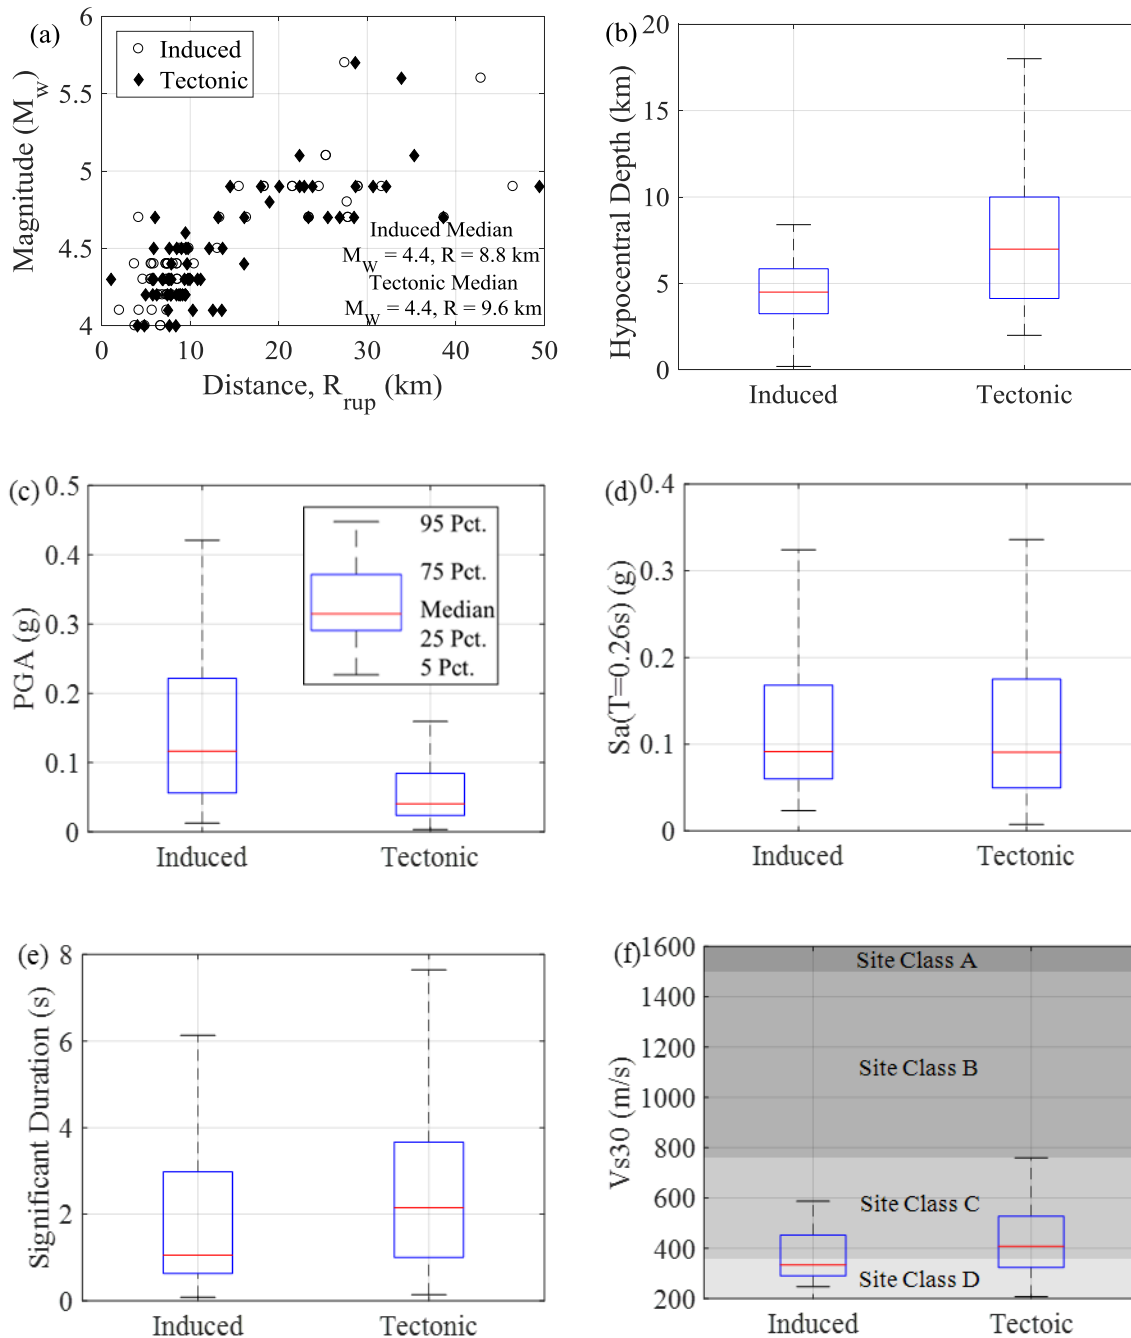 (a)
Induced
Tectonic
Magnitude (M_w)
6
5.5
5
4.5
4
Induced Median
M_W = 4.4, R = 8.8 km
Tectonic Median
M_W = 4.4, R = 9.6 km
0 10 20 30 40 50
Distance, R_rup (km)
(b)
Hypocentral Depth (km)
20
15
10
5
0
Induced Tectonic
(c)
PGA (g)
0.5
0.4
0.3
0.2
0.1
0
95 Pct.
75 Pct.
Median
25 Pct.
5 Pct.
Induced Tectonic
(d)
Sa(T=0.26s) (g)
0.4
0.3
0.2
0.1
0
Induced Tectonic
(e)
Significant Duration (s)
8
6
4
2
0
Induced Tectonic
(f)
Vs30 (m/s)
1600
1400
1200
1000
800
600
400
200
Site Class A
Site Class B
Site Class C
Site Class D
Induced Tectoic